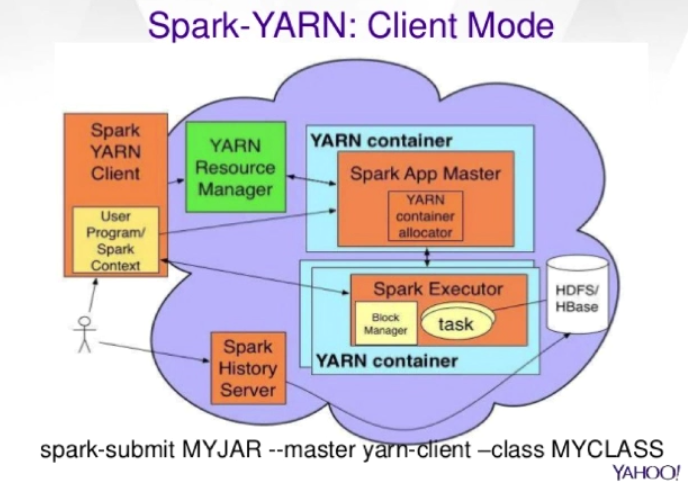 Spark-YARN: Client Mode
Spark
YARN
Client
User
Program/
Spark
Context
YARN
Resource
Manager
YARN container
Spark App Master
YARN
container
allocator
Spark Executor
Block
Manager
task
YARN container
HDFS/
HBase
Spark
History
Server
spark-submit MYJAR --master yarn-client –class MYCLASS
YAHOO!